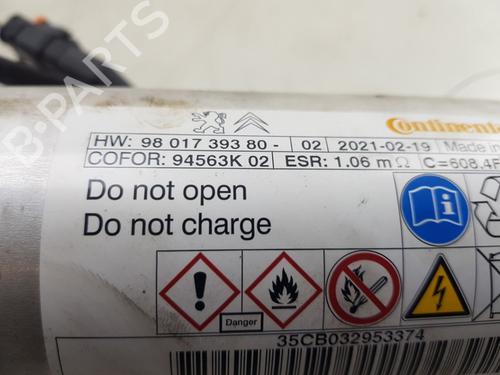 Continent
HW: 98 017 393 80- 02 2021-02-19 Made in
COFOR: 94563K 02 ESR: 1.06 mΩ C=608.4F
Do not open
Do not charge
Danger
35CB032953374
B-PARTS